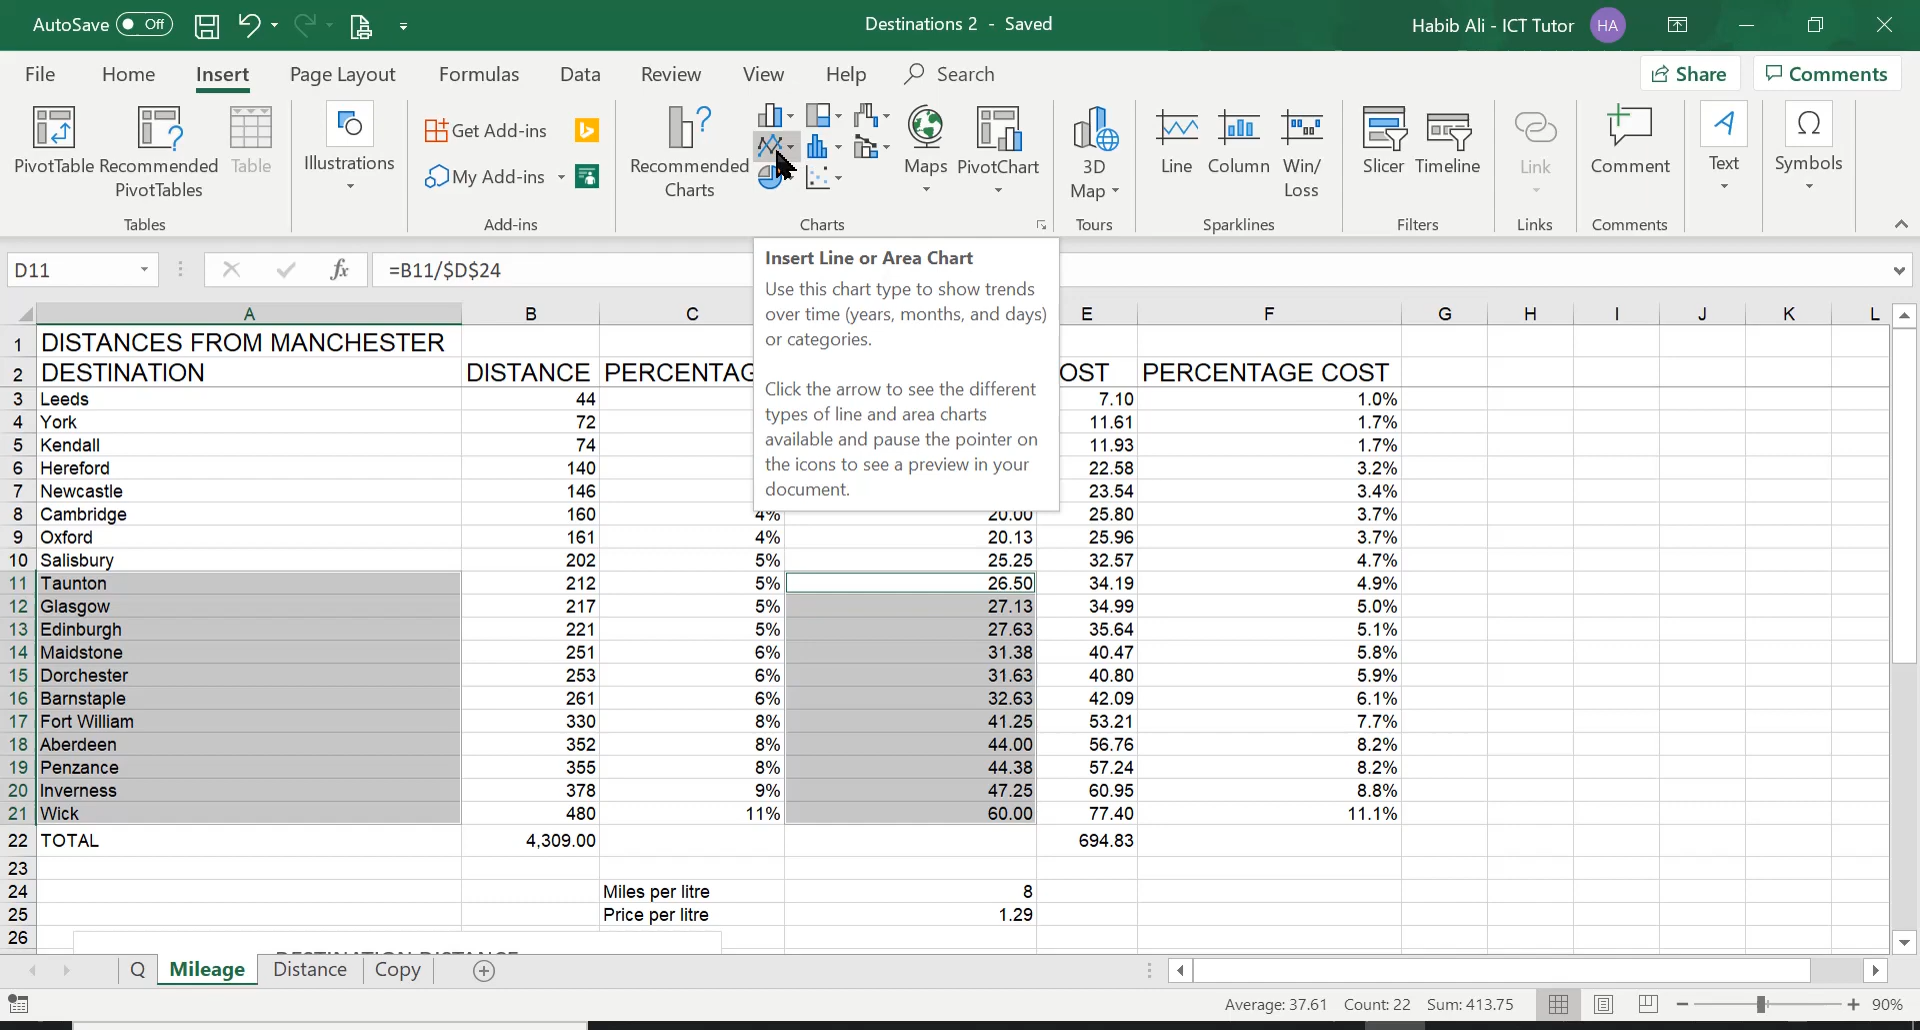 AutoSave Off Destinations 2 - Saved Habib Ali - ICT Tutor HA
File Home Insert Page Layout Formulas Data Review View Help Search Share Comments
PivotTable Recommended PivotTables Table
Tables
Illustrations
Get Add-ins
My Add-ins
Add-ins
Recommended Charts
Maps PivotChart
Charts
3D Map
Tours
Line Column Win/Loss
Sparklines
Slicer Timeline
Filters
Link
Links
Comment
Comments
Text
Symbols
D11 fx =B11/$D$24
Insert Line or Area Chart
Use this chart type to show trends
over time (years, months, and days)
or categories.
Click the arrow to see the different
types of line and area charts
available and pause the pointer on
the icons to see a preview in your
document.
A B C E F G H I J K L
1 DISTANCES FROM MANCHESTER
2 DESTINATION DISTANCE PERCENTAG OST PERCENTAGE COST
3 Leeds 44 7.10 1.0%
4 York 72 11.61 1.7%
5 Kendall 74 11.93 1.7%
6 Hereford 140 22.58 3.2%
7 Newcastle 146 23.54 3.4%
8 Cambridge 160 4% 20.00 25.80 3.7%
9 Oxford 161 4% 20.13 25.96 3.7%
10 Salisbury 202 5% 25.25 32.57 4.7%
11 Taunton 212 5% 26.50 34.19 4.9%
12 Glasgow 217 5% 27.13 34.99 5.0%
13 Edinburgh 221 5% 27.63 35.64 5.1%
14 Maidstone 251 6% 31.38 40.47 5.8%
15 Dorchester 253 6% 31.63 40.80 5.9%
16 Barnstaple 261 6% 32.63 42.09 6.1%
17 Fort William 330 8% 41.25 53.21 7.7%
18 Aberdeen 352 8% 44.00 56.76 8.2%
19 Penzance 355 8% 44.38 57.24 8.2%
20 Inverness 378 9% 47.25 60.95 8.8%
21 Wick 480 11% 60.00 77.40 11.1%
22 TOTAL 4,309.00 694.83
23
24 Miles per litre 8
25 Price per litre 1.29
26
DESTINATION DISTANCE
Q Mileage Distance Copy
Average: 37.61 Count: 22 Sum: 413.75 90%